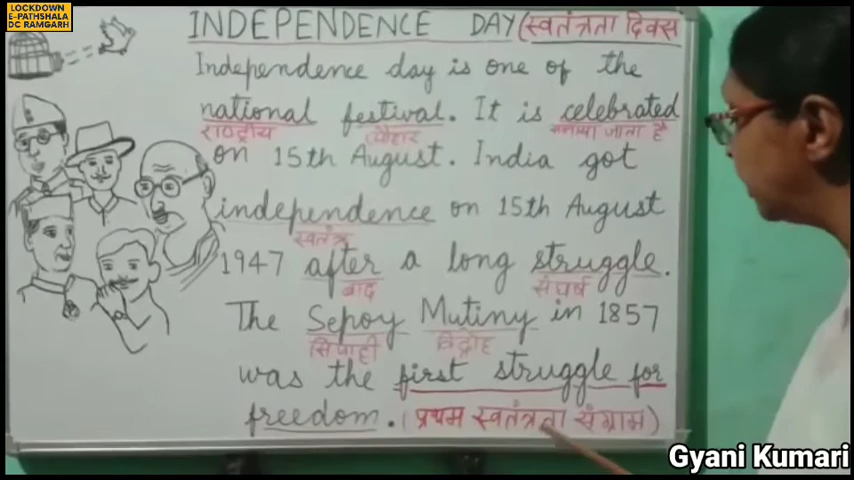 LOCKDOWN
E-PATHSHALA
DC RAMGARH
INDEPENDENCE DAY (स्वतंत्रता दिवस
Independence day is one of the
national festival. It is celebrated
राष्ट्रीय त्यौहार मनाया जाता है
on 15th August. India got
independence on 15th August
स्वतंत्र
1947 after a long struggle.
बाद संघर्ष
The Sepoy Mutiny in 1857
सिपाही विद्रोह
was the first struggle for
freedom. (प्रथम स्वतंत्रता संग्राम)
Gyani Kumari